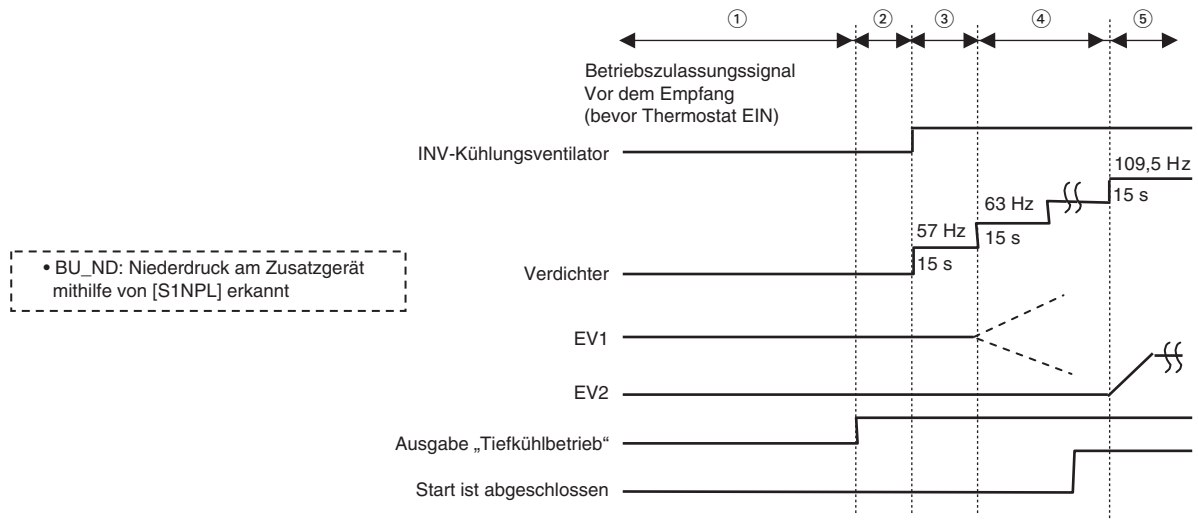 ① ② ③ ④ ⑤
Betriebszulassungssignal
Vor dem Empfang
(bevor Thermostat EIN)
INV-Kühlungsventilator
109,5 Hz
15 s
63 Hz
15 s
57 Hz
15 s
• BU_ND: Niederdruck am Zusatzgerät
mithilfe von [S1NPL] erkannt
Verdichter
EV1
EV2
Ausgabe „Tiefkühlbetrieb“
Start ist abgeschlossen